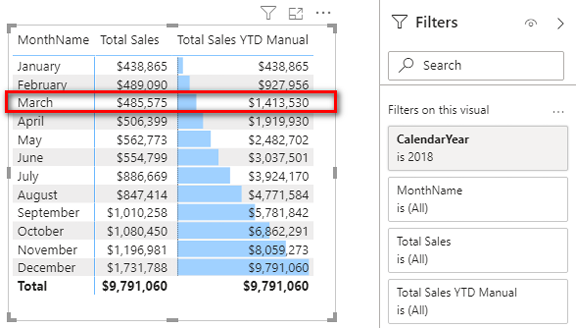 MonthName Total Sales Total Sales YTD Manual
January $438,865 $438,865
February $489,090 $927,956
March $485,575 $1,413,530
April $506,399 $1,919,930
May $562,773 $2,482,702
June $554,799 $3,037,501
July $886,669 $3,924,170
August $847,414 $4,771,584
September $1,010,258 $5,781,842
October $1,080,450 $6,862,291
November $1,196,981 $8,059,273
December $1,731,788 $9,791,060
Total $9,791,060 $9,791,060
Filters
Search
Filters on this visual
CalendarYear
is 2018
MonthName
is (All)
Total Sales
is (All)
Total Sales YTD Manual
is (All)